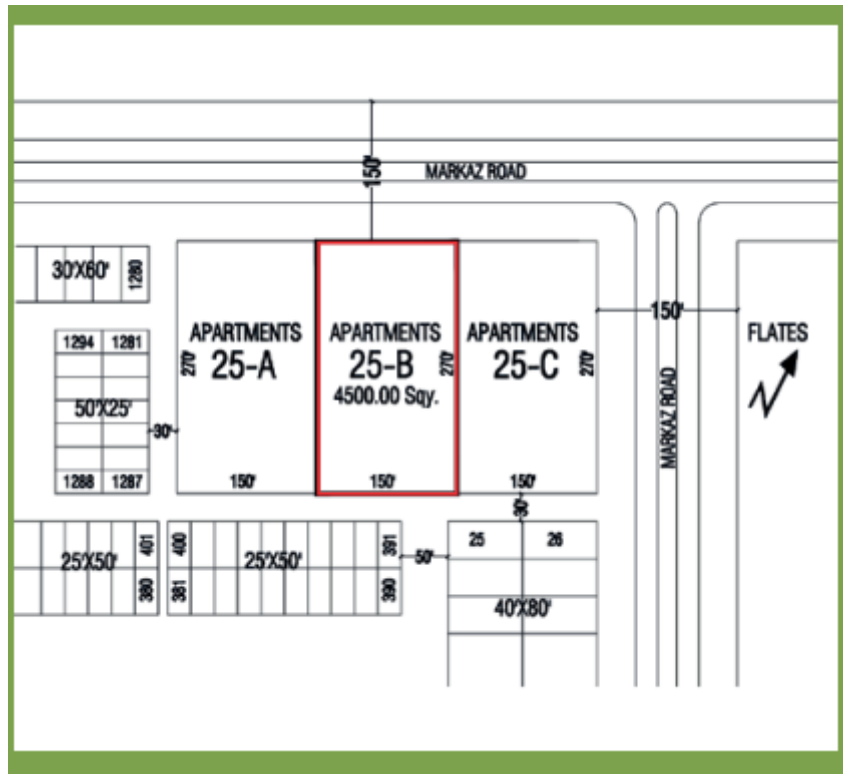 150'
MARKAZ ROAD
30'X60'
1280
APARTMENTS
25-A
270'
150'
APARTMENTS
25-B
4500.00 Sqy.
270'
150'
APARTMENTS
25-C
270'
150'
150'
FLATES
MARKAZ ROAD
1294
1281
50'X25'
1288
1287
30'
30'
25'X50'
401
380
400
381
25'X50'
391
390
50'
25
26
40'X80'